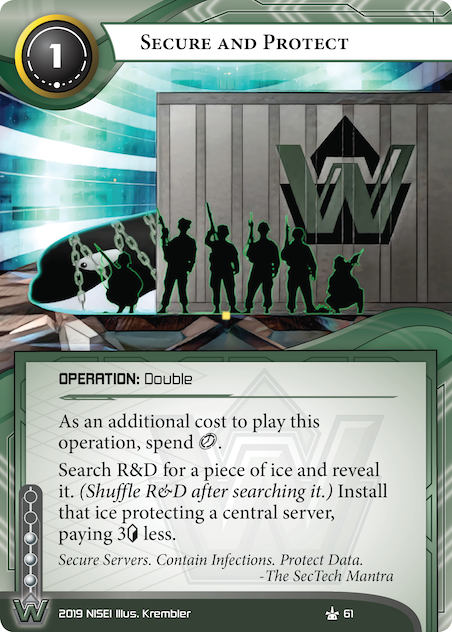 1
SECURE AND PROTECT
OPERATION: Double
As an additional cost to play this
operation, spend .
Search R&D for a piece of ice and reveal
it. (Shuffle R&D after searching it.) Install
that ice protecting a central server,
paying 3 less.
Secure Servers. Contain Infections. Protect Data.
-The SecTech Mantra
2019 NISEI Illus. Krembler
61